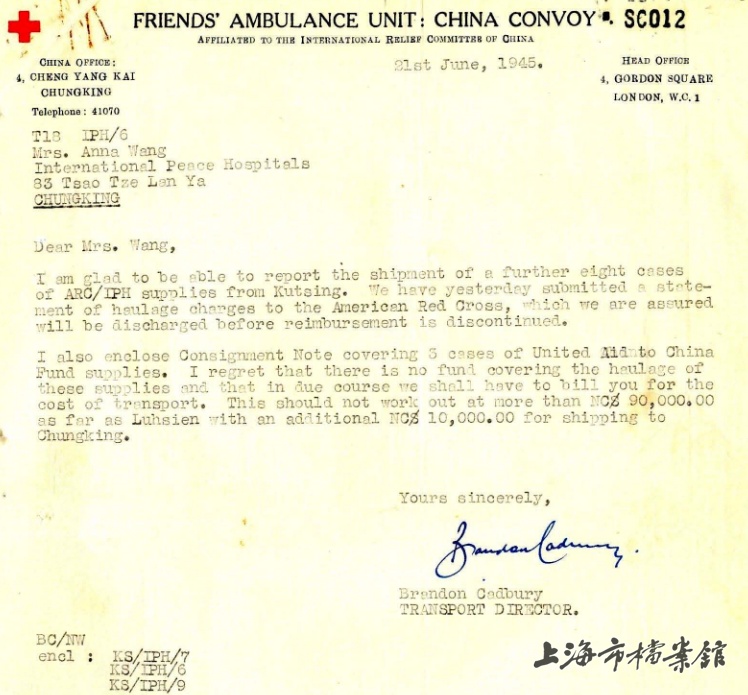 FRIENDS' AMBULANCE UNIT: CHINA CONVOY SC012
AFFILIATED TO THE INTERNATIONAL RELIEF COMMITTEE OF CHINA
CHINA OFFICE:
4, CHENG YANG KAI
CHUNGKING
Telephone: 41070
21st June, 1945.
HEAD OFFICE
4, GORDON SQUARE
LONDON, W.C. 1
T18 IPH/6
Mrs. Anna Wang
International Peace Hospitals
83 Tsao Tze Lan Ya
CHUNGKING
Dear Mrs. Wang,
I am glad to be able to report the shipment of a further eight cases
of ARC/IPH supplies from Kutsing. We have yesterday submitted a state-
ment of haulage charges to the American Red Cross, which we are assured
will be discharged before reimbursement is discontinued.
I also enclose Consignment Note covering 3 cases of United Aidnto China
Fund supplies. I regret that there is no fund covering the haulage of
these supplies and that in due course we shall have to bill you for the
cost of transport. This should not work out at more than NC$ 90,000.00
as far as Luhsien with an additional NC$ 10,000.00 for shipping to
Chungking.
Yours sincerely,
Brandon Cadbury
Brandon Cadbury
TRANSPORT DIRECTOR.
BC/NW
encl : KS/IPH/7
KS/IPH/6
KS/IPH/9
上海市檔案館